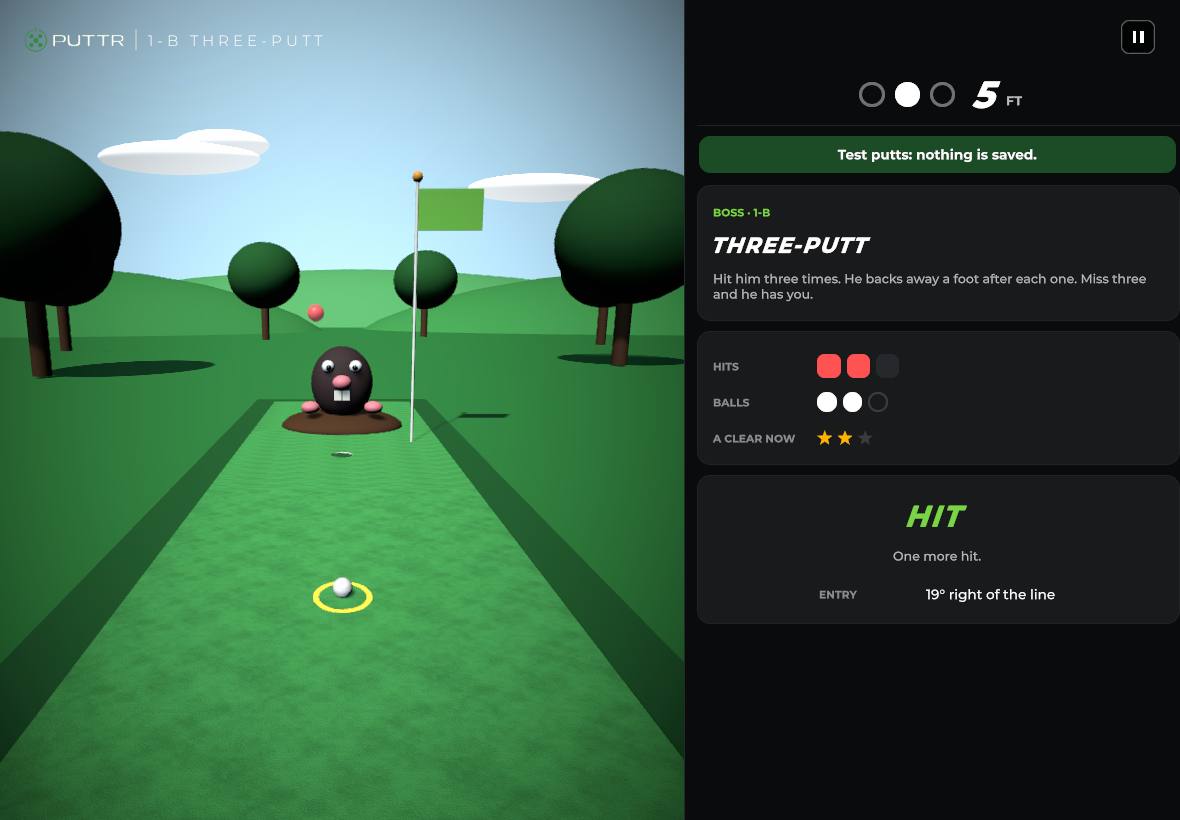 PUTTR | 1-B THREE-PUTT
5 FT
Test putts: nothing is saved.
BOSS · 1-B
THREE-PUTT
Hit him three times. He backs away a foot after each one. Miss three
and he has you.
HITS
BALLS
A CLEAR NOW
HIT
One more hit.
ENTRY 19° right of the line